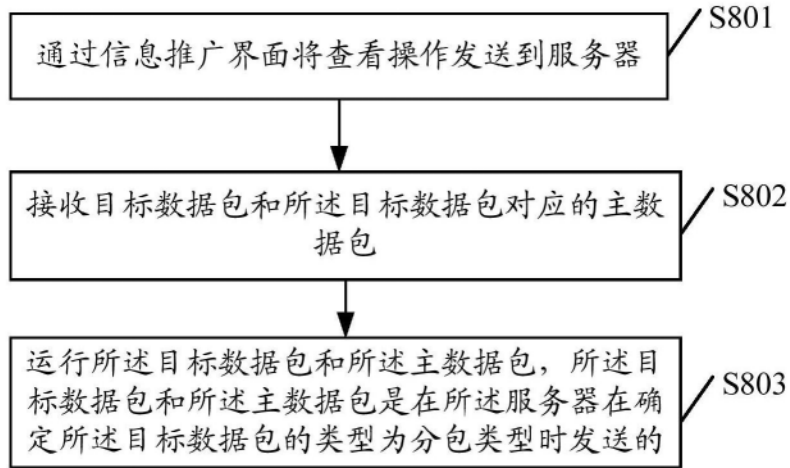 S801
通过信息推广界面将查看操作发送到服务器
S802
接收目标数据包和所述目标数据包对应的主数
据包
S803
运行所述目标数据包和所述主数据包，所述目
标数据包和所述主数据包是在所述服务器在确
定所述目标数据包的类型为分包类型时发送的